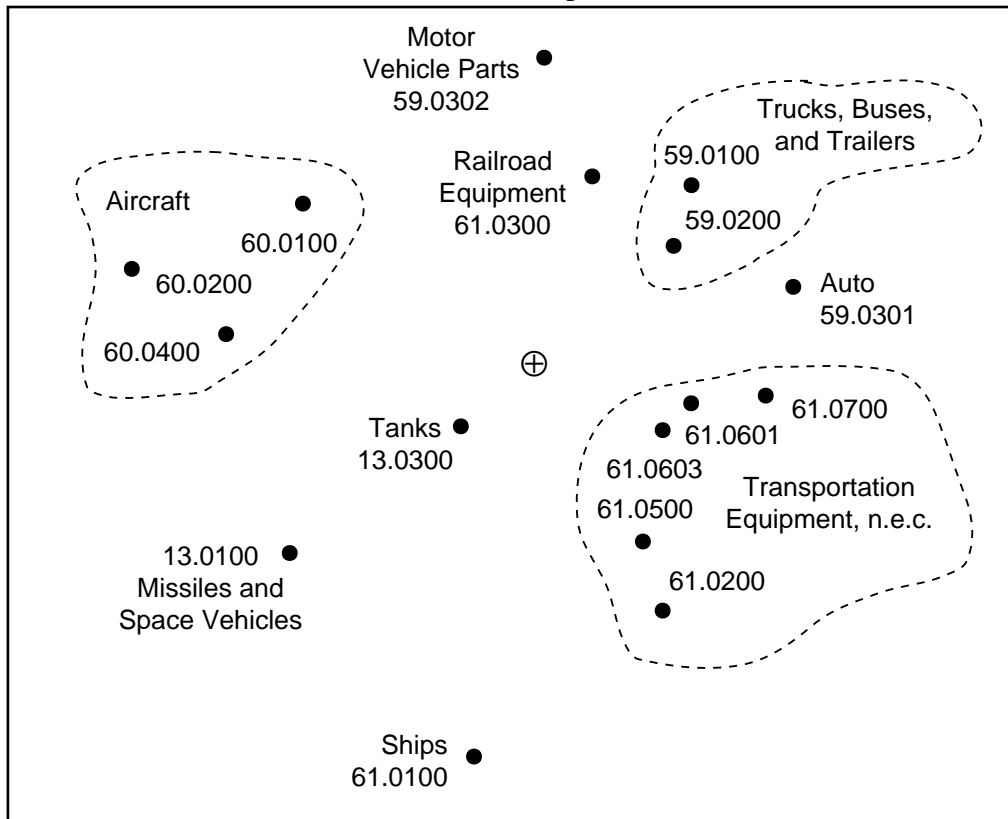 Motor
Vehicle Parts
59.0302
Trucks, Buses,
and Trailers
59.0100
59.0200
Railroad
Equipment
61.0300
Aircraft
60.0100
60.0200
60.0400
Auto
59.0301
Tanks
13.0300
61.0700
61.0601
61.0603
61.0500
Transportation
Equipment, n.e.c.
61.0200
13.0100
Missiles and
Space Vehicles
Ships
61.0100